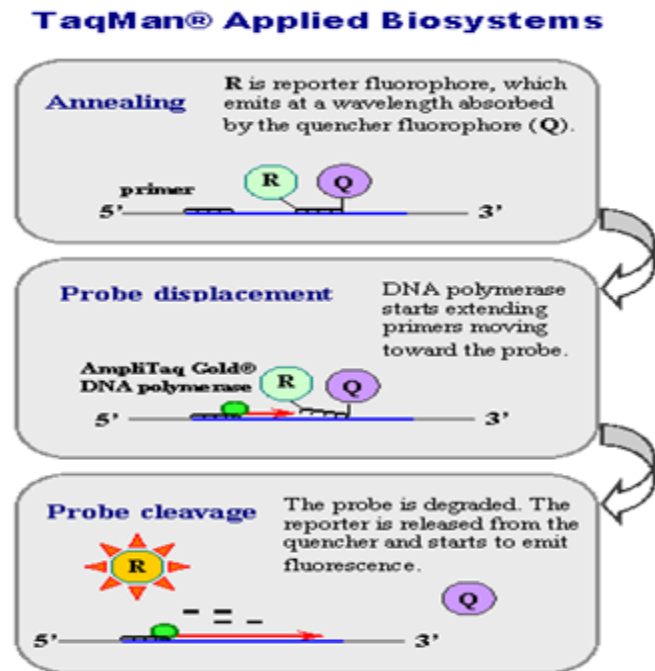 TaqMan® Applied Biosystems
Annealing
R is reporter fluorophore, which
emits at a wavelength absorbed
by the quencher fluorophore (Q).
R
Q
primer
5’
3’
Probe displacement
DNA polymerase
starts extending
primers moving
toward the probe.
AmpliTaq Gold®
DNA polymerase
R
Q
5’
3’
Probe cleavage
The probe is degraded. The
reporter is released from the
quencher and starts to emit
fluorescence.
R
Q
5’
3’